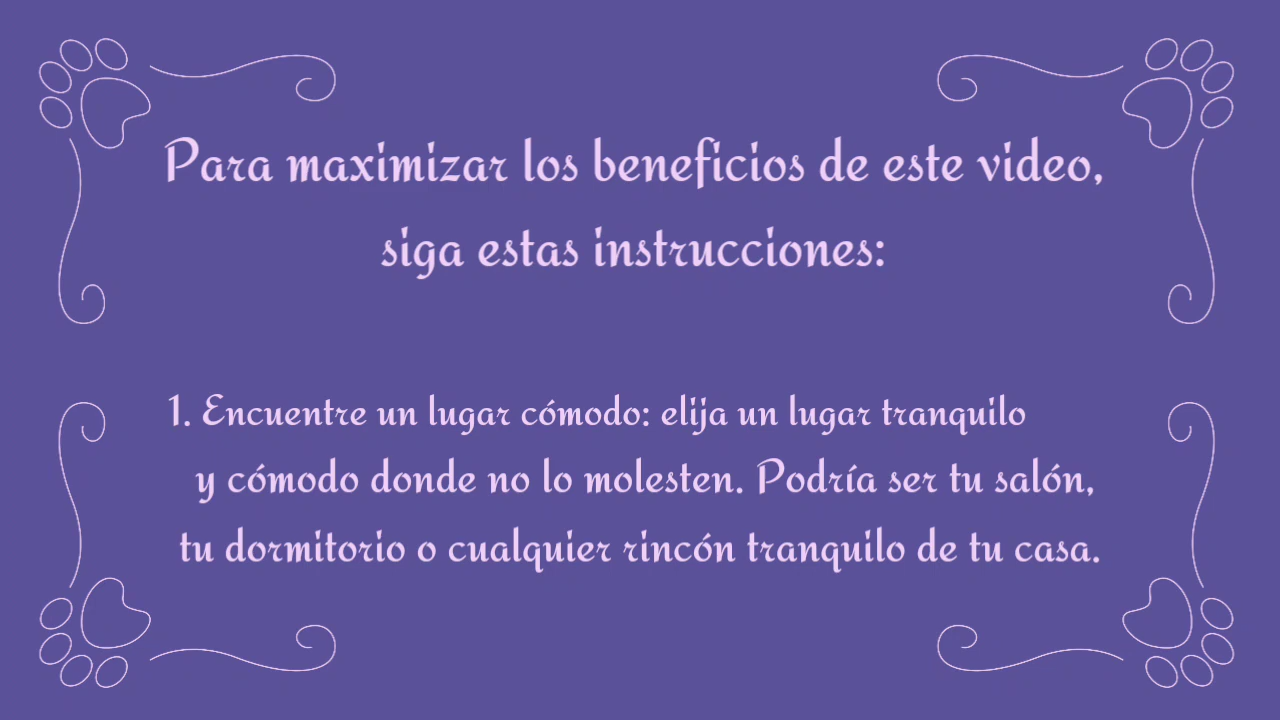 Para maximizar los beneficios de este video,
siga estas instrucciones:
1. Encuentre un lugar cómodo: elija un lugar tranquilo
y cómodo donde no lo molesten. Podría ser tu salón,
tu dormitorio o cualquier rincón tranquilo de tu casa.